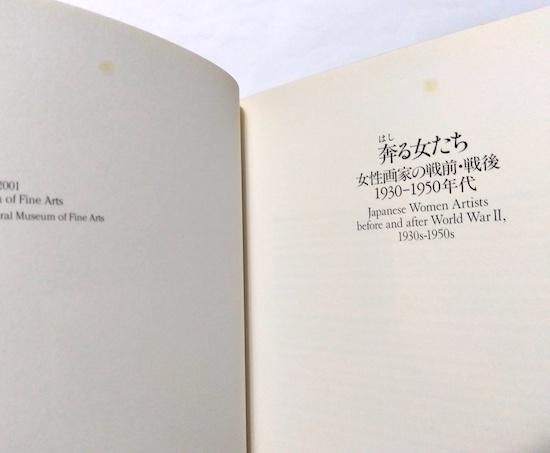 2001
of Fine Arts
Museum of Fine Arts
はし
奔る女たち
女性画家の戦前・戦後
1930-1950年代
Japanese Women Artists
before and after World War II,
1930s-1950s